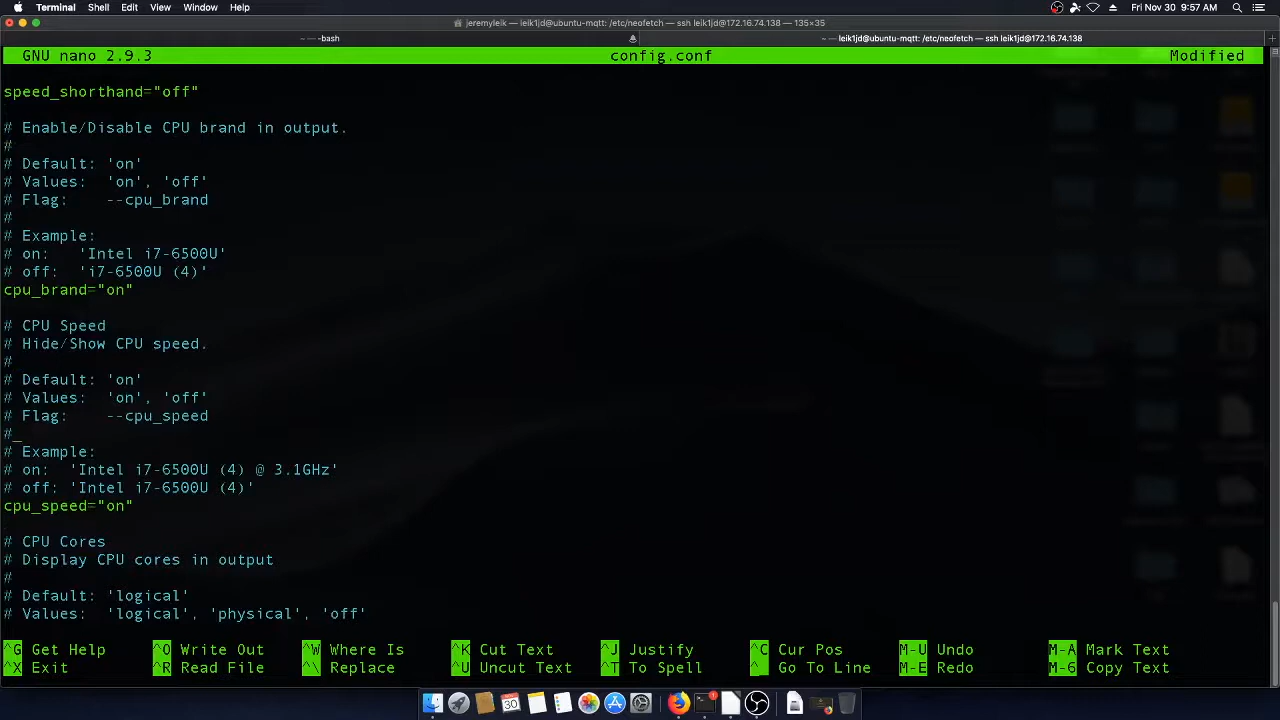 Terminal Shell Edit View Window Help Fri Nov 30 9:57 AM
jeremyleik — leik1jd@ubuntu-mqtt: /etc/neofetch — ssh leik1jd@172.16.74.138 — 135×35
~ — -bash
~ — leik1jd@ubuntu-mqtt: /etc/neofetch — ssh leik1jd@172.16.74.138
GNU nano 2.9.3 config.conf Modified
speed_shorthand="off"
# Enable/Disable CPU brand in output.
#
# Default: 'on'
# Values: 'on', 'off'
# Flag: --cpu_brand
#
# Example:
# on: 'Intel i7-6500U'
# off: 'i7-6500U (4)'
cpu_brand="on"
# CPU Speed
# Hide/Show CPU speed.
#
# Default: 'on'
# Values: 'on', 'off'
# Flag: --cpu_speed
#
# Example:
# on: 'Intel i7-6500U (4) @ 3.1GHz'
# off: 'Intel i7-6500U (4)'
cpu_speed="on"
# CPU Cores
# Display CPU cores in output
#
# Default: 'logical'
# Values: 'logical', 'physical', 'off'
^G Get Help ^O Write Out ^W Where Is ^K Cut Text ^J Justify ^C Cur Pos M-U Undo M-A Mark Text
^X Exit ^R Read File ^\ Replace ^U Uncut Text ^T To Spell ^_ Go To Line M-E Redo M-6 Copy Text
30
1